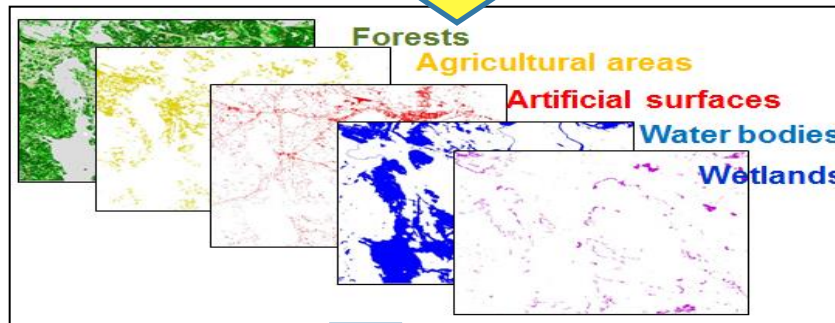 Forests
Agricultural areas
Artificial surfaces
Water bodies
Wetlands